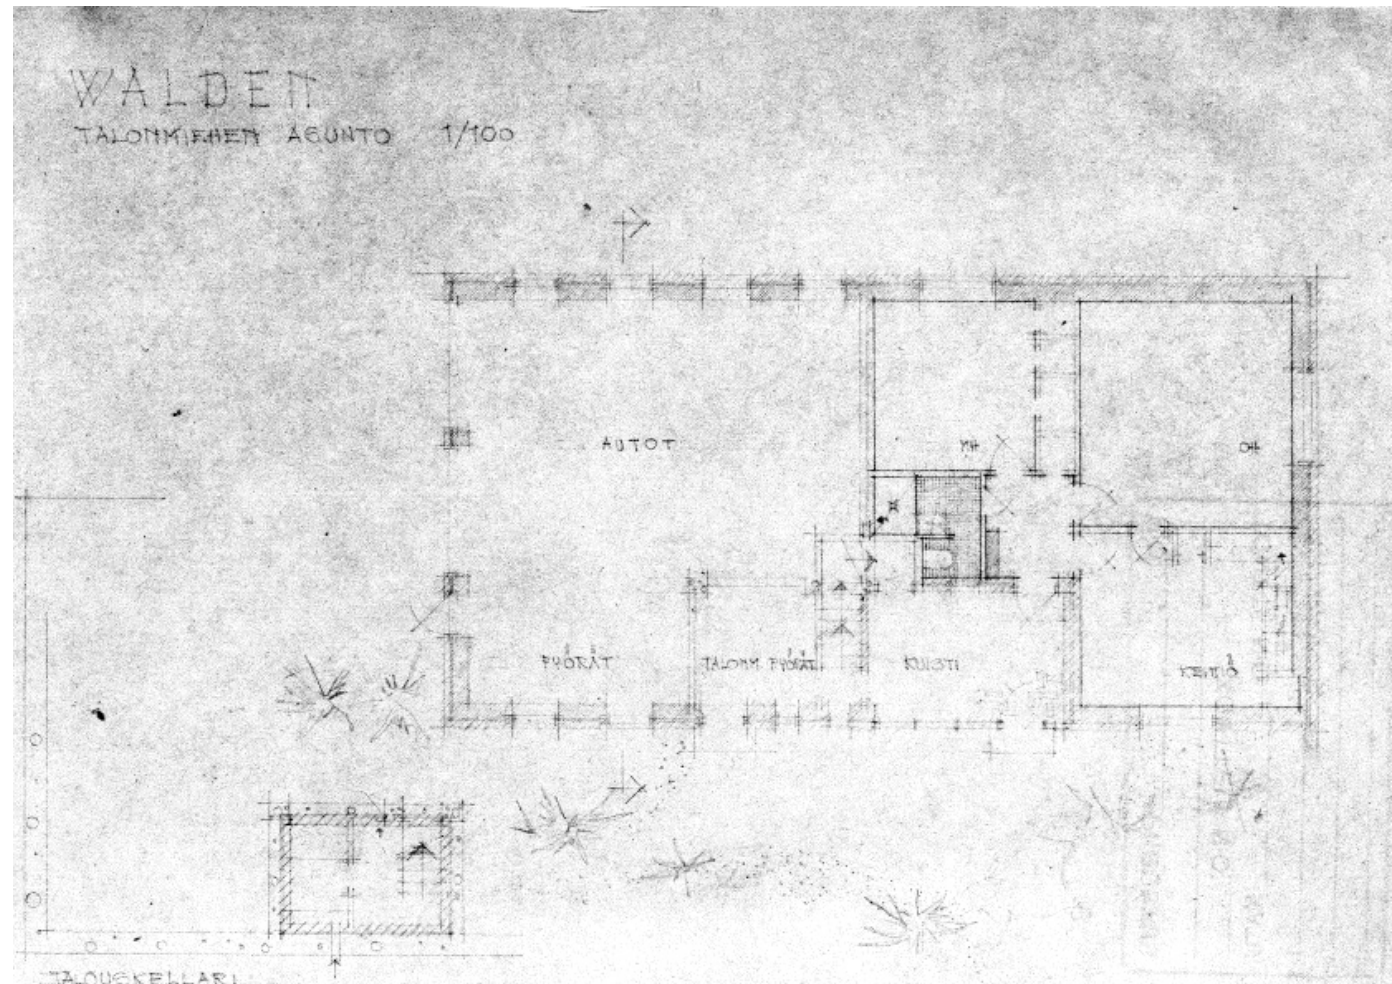 WALDEN
TALONMIEHEN ASUNTO 1/100
AUTOT
MH
OH
PYÖRÄT
TALONM PYÖRÄT
KUISTI
KEITTIÖ
TALOUSKELLARI